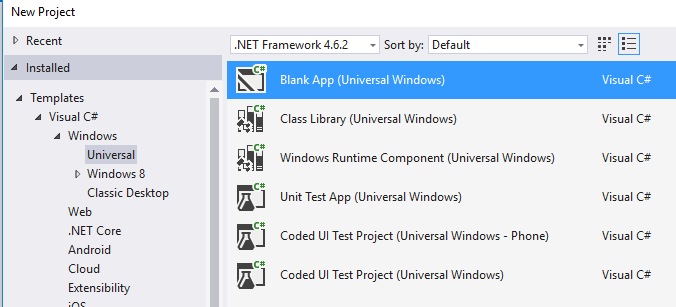 New Project
Recent
.NET Framework 4.6.2 Sort by: Default
Installed
Templates
Visual C#
Windows
Universal
Windows 8
Classic Desktop
Web
.NET Core
Android
Cloud
Extensibility
iOS
C# Blank App (Universal Windows) Visual C#
C# Class Library (Universal Windows) Visual C#
C# Windows Runtime Component (Universal Windows) Visual C#
C# Unit Test App (Universal Windows) Visual C#
C# Coded UI Test Project (Universal Windows - Phone) Visual C#
C# Coded UI Test Project (Universal Windows) Visual C#